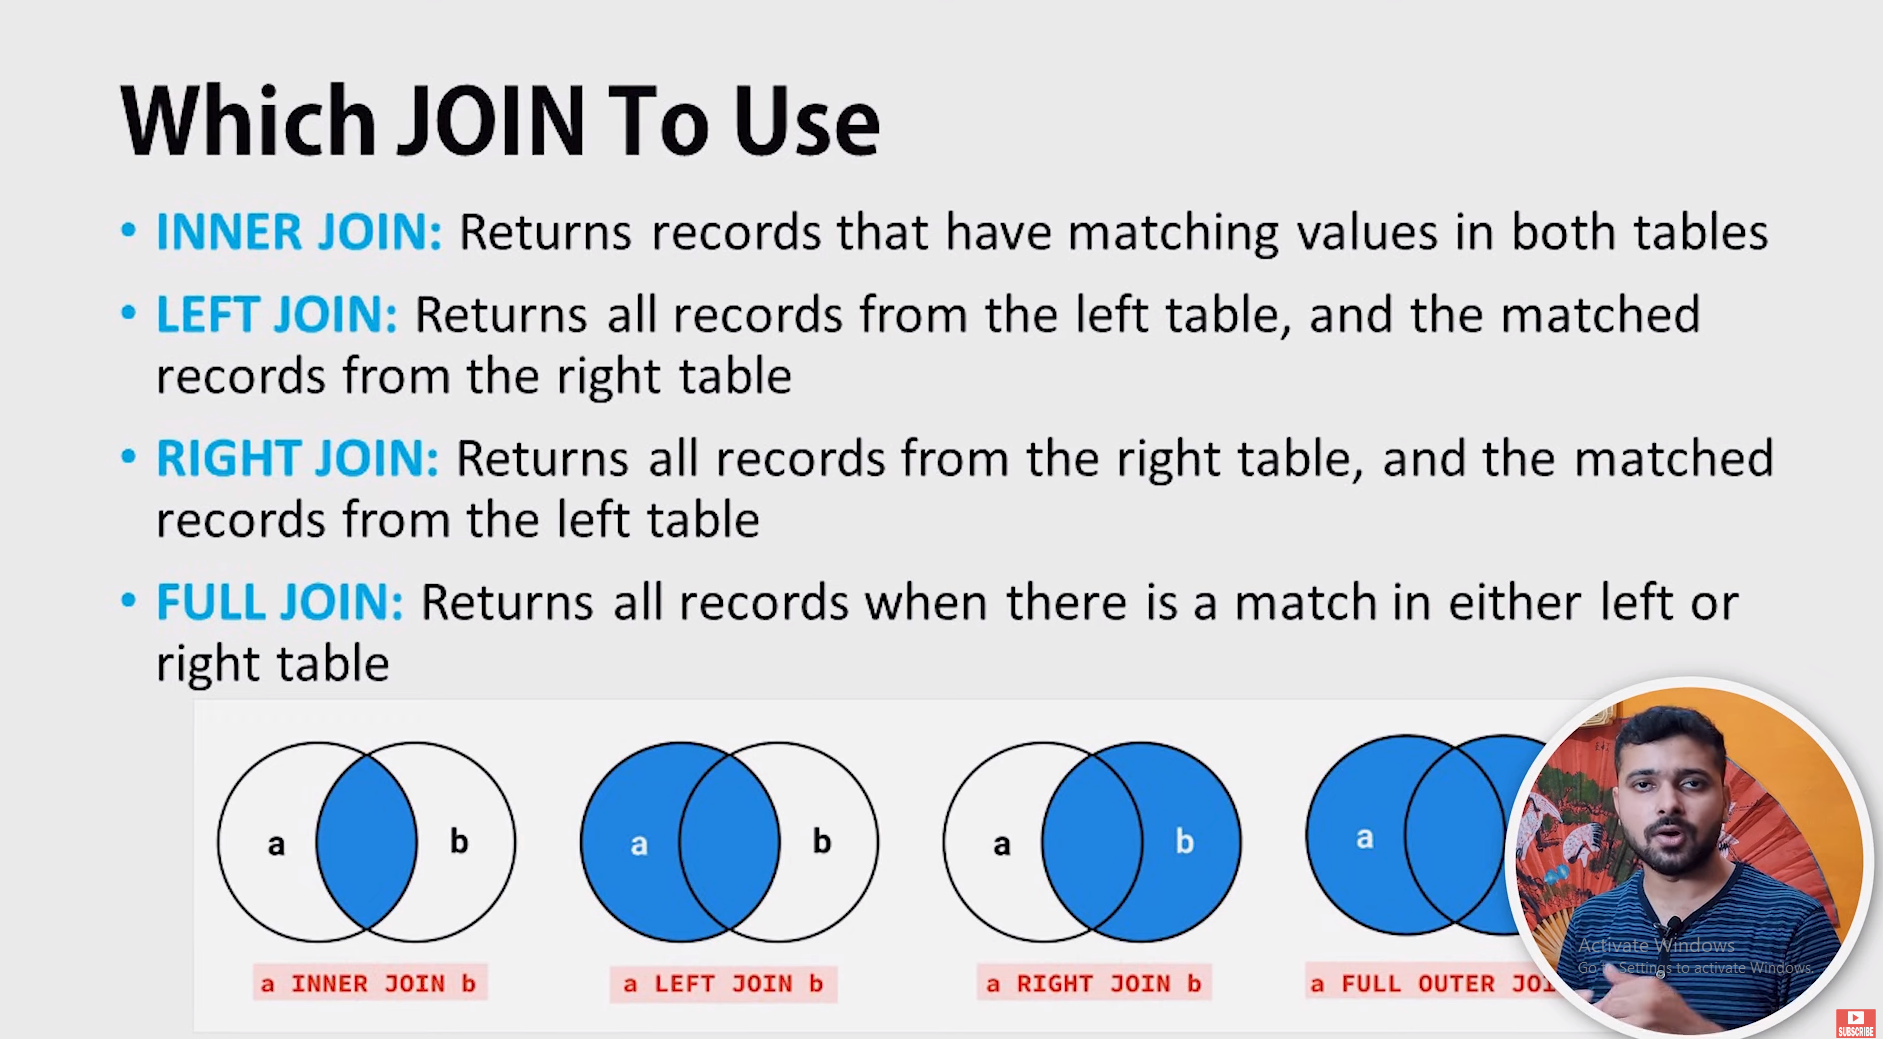 Which JOIN To Use
• INNER JOIN: Returns records that have matching values in both tables
• LEFT JOIN: Returns all records from the left table, and the matched
records from the right table
• RIGHT JOIN: Returns all records from the right table, and the matched
records from the left table
• FULL JOIN: Returns all records when there is a match in either left or
right table
a b
a b
a b
a
a INNER JOIN b
a LEFT JOIN b
a RIGHT JOIN b
a FULL OUTER JOI
Activate Windows
Go to Settings to activate Windows.
SUBSCRIBE